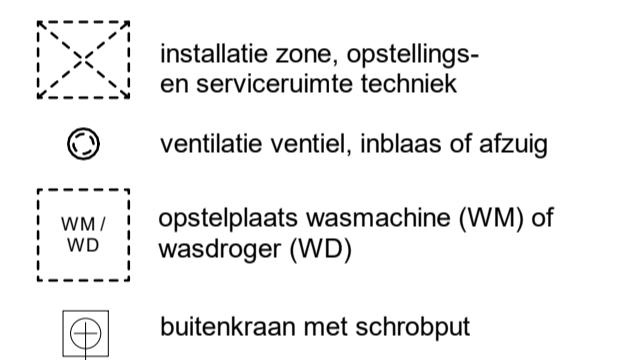 installatie zone, opstellings-
en serviceruimte techniek
ventilatie ventiel, inblaas of afzuig
WM /
WD
opstelplaats wasmachine (WM) of
wasdroger (WD)
buitenkraan met schrobput